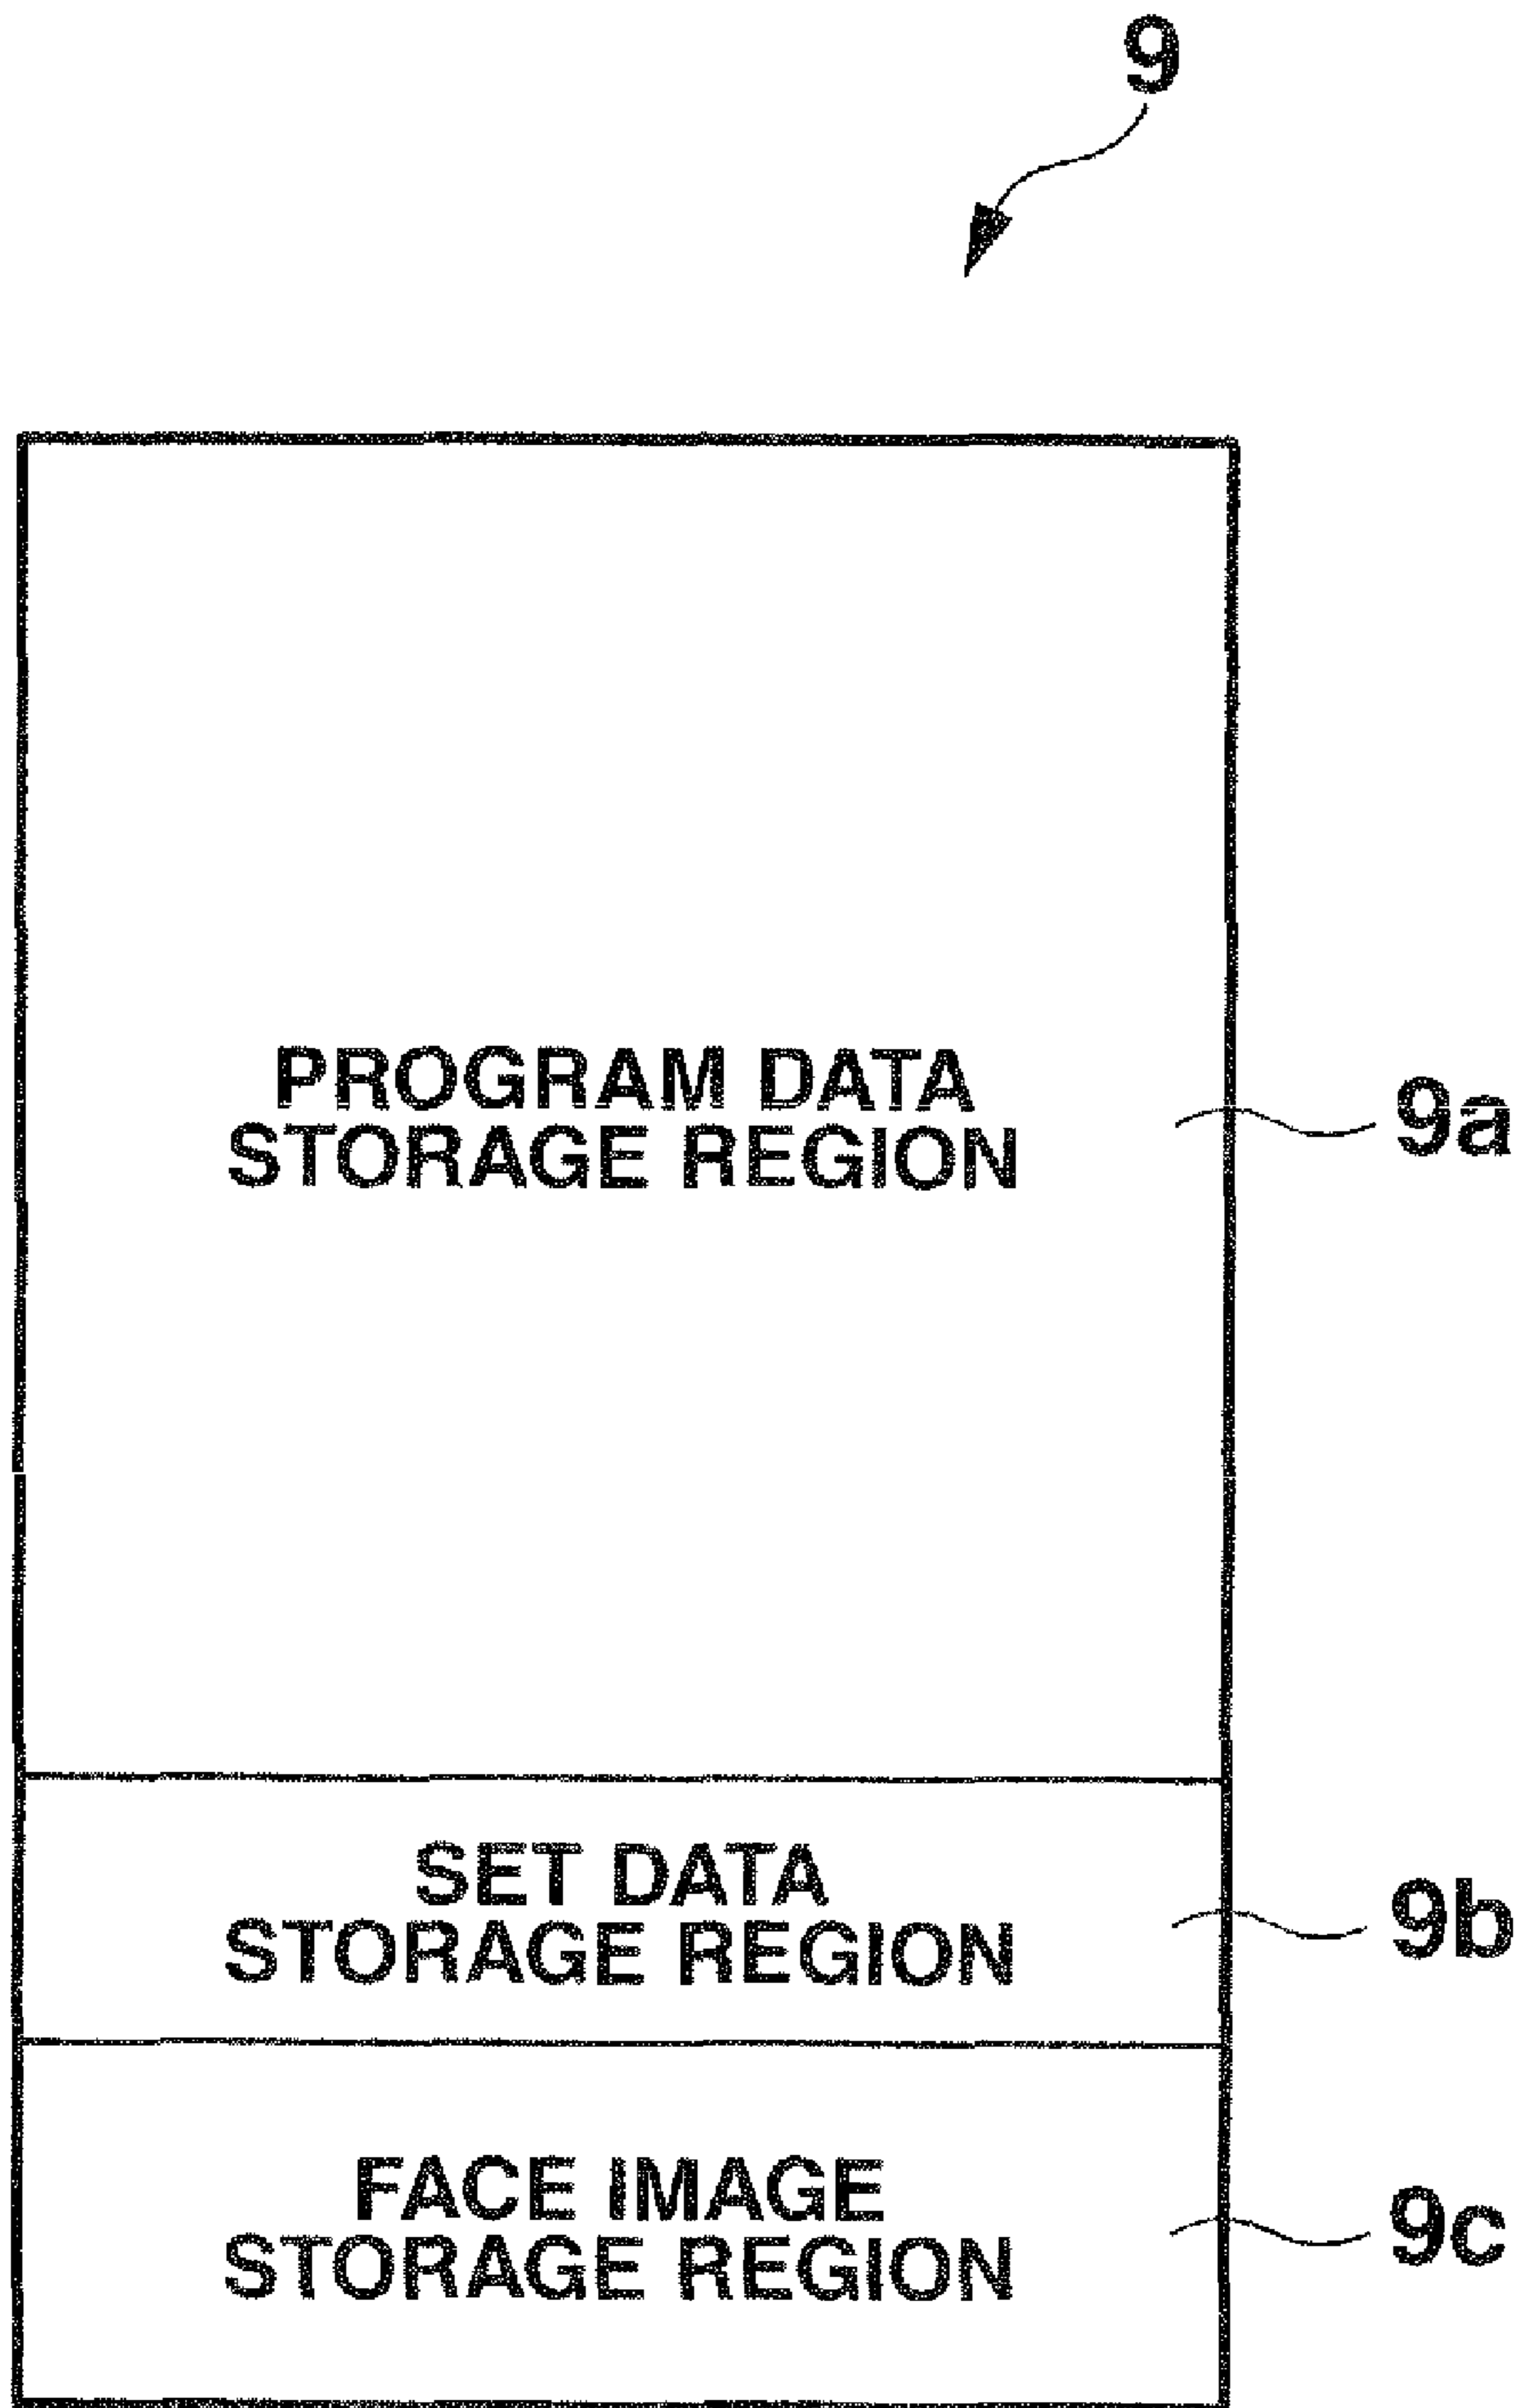 9
PROGRAM DATA
STORAGE REGION
9a
SET DATA
STORAGE REGION
9b
FACE IMAGE
STORAGE REGION
9c